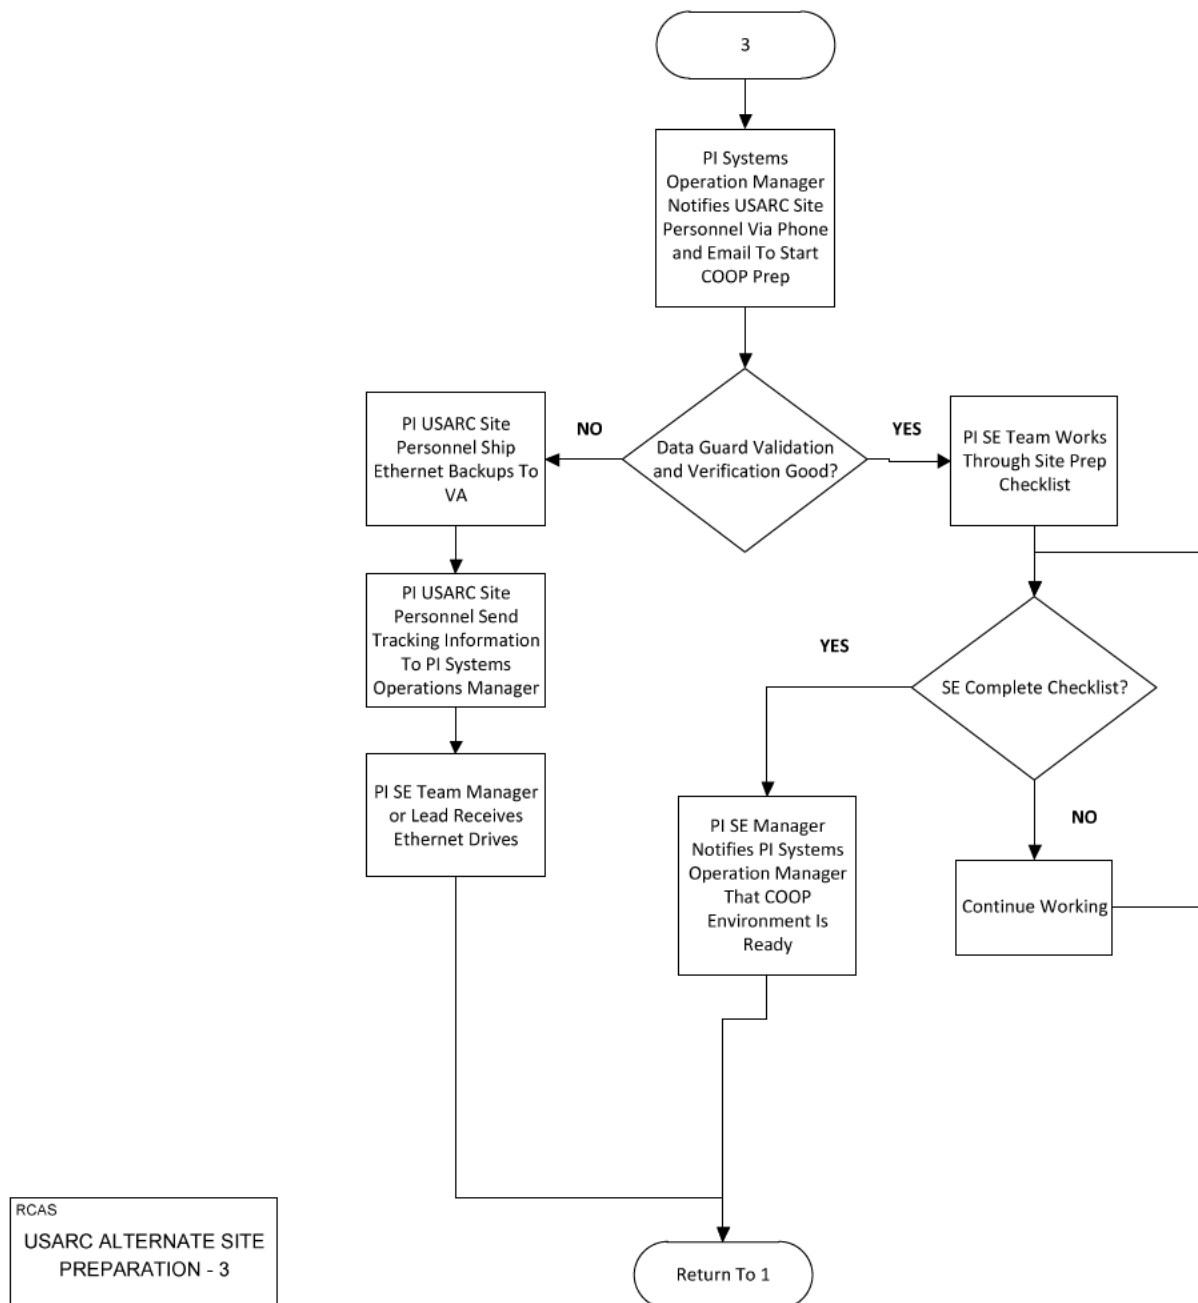 3
PI Systems
Operation Manager
Notifies USARC Site
Personnel Via Phone
and Email To Start
COOP Prep
Data Guard Validation
and Verification Good?
NO
YES
PI USARC Site
Personnel Ship
Ethernet Backups To
VA
PI SE Team Works
Through Site Prep
Checklist
PI USARC Site
Personnel Send
Tracking Information
To PI Systems
Operations Manager
YES
SE Complete Checklist?
NO
PI SE Team Manager
or Lead Receives
Ethernet Drives
PI SE Manager
Notifies PI Systems
Operation Manager
That COOP
Environment Is
Ready
Continue Working
RCAS
USARC ALTERNATE SITE
PREPARATION - 3
Return To 1